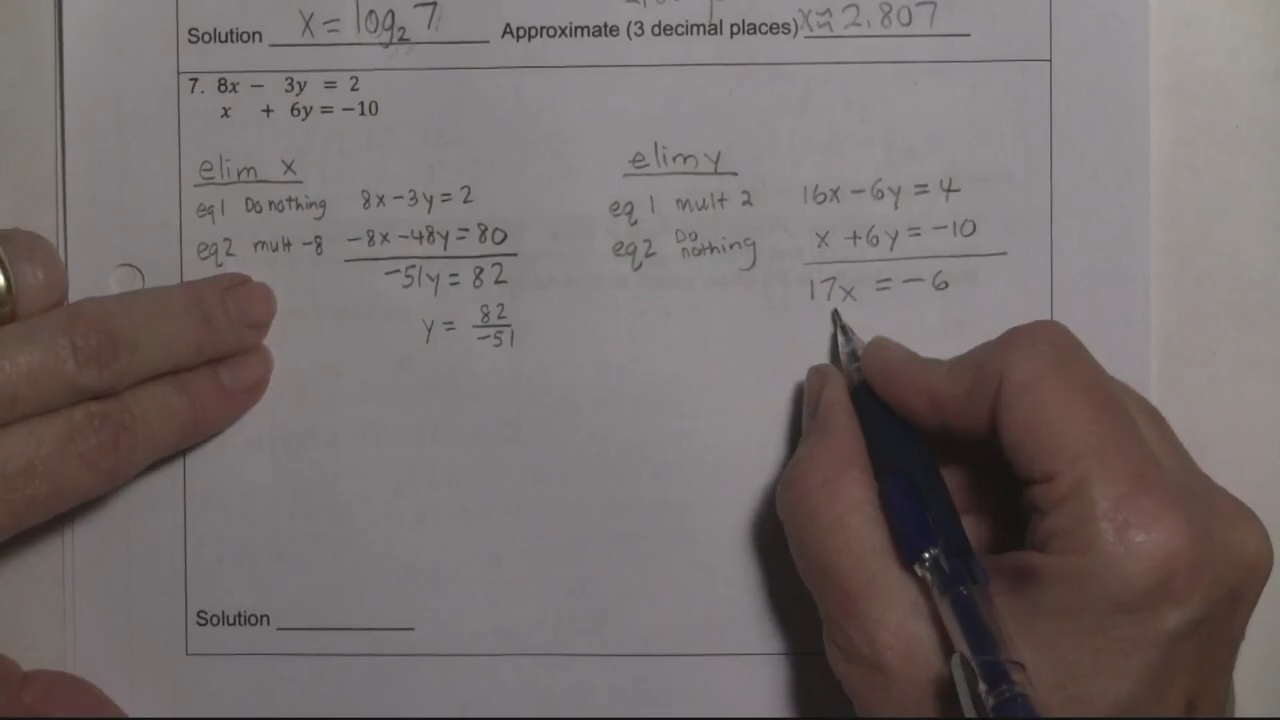 Solution x = log₂ 7 Approximate (3 decimal places) x ≈ 2.807
7. 8x − 3y = 2
x + 6y = −10
elim x
eq1 Do nothing 8x − 3y = 2
eq2 mult −8 −8x − 48y = 80
−51y = 82
y = 82/−51
elim y
eq 1 mult 2 16x − 6y = 4
eq2 Do nothing x + 6y = −10
17x = −6
Solution